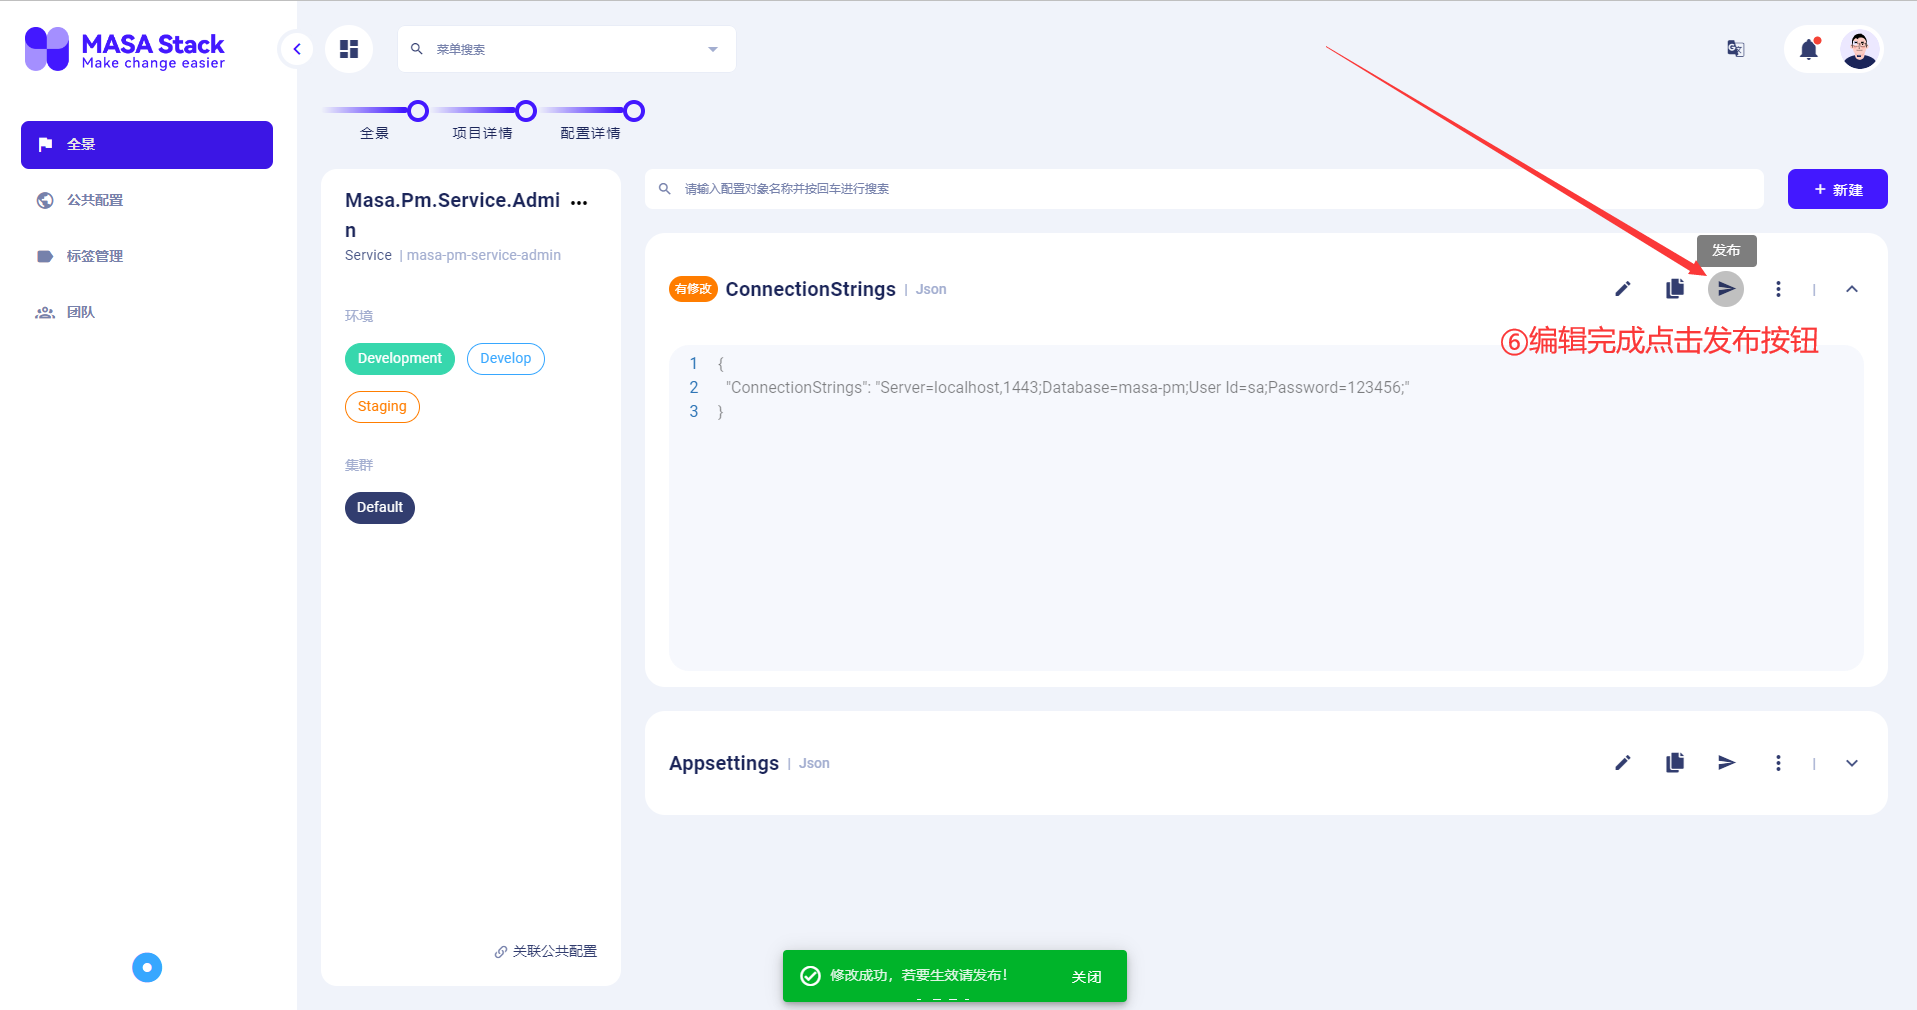 MASA Stack
Make change easier
菜单搜索
全景
项目详情
配置详情
全景
公共配置
标签管理
团队
Masa.Pm.Service.Admi
n
Service | masa-pm-service-admin
环境
Development
Develop
Staging
集群
Default
关联公共配置
请输入配置对象名称并按回车进行搜索
+ 新建
发布
有修改 ConnectionStrings | Json
⑥编辑完成点击发布按钮
1 {
2 "ConnectionStrings": "Server=localhost,1443;Database=masa-pm;User Id=sa;Password=123456;"
3 }
Appsettings | Json
修改成功，若要生效请发布！ 关闭